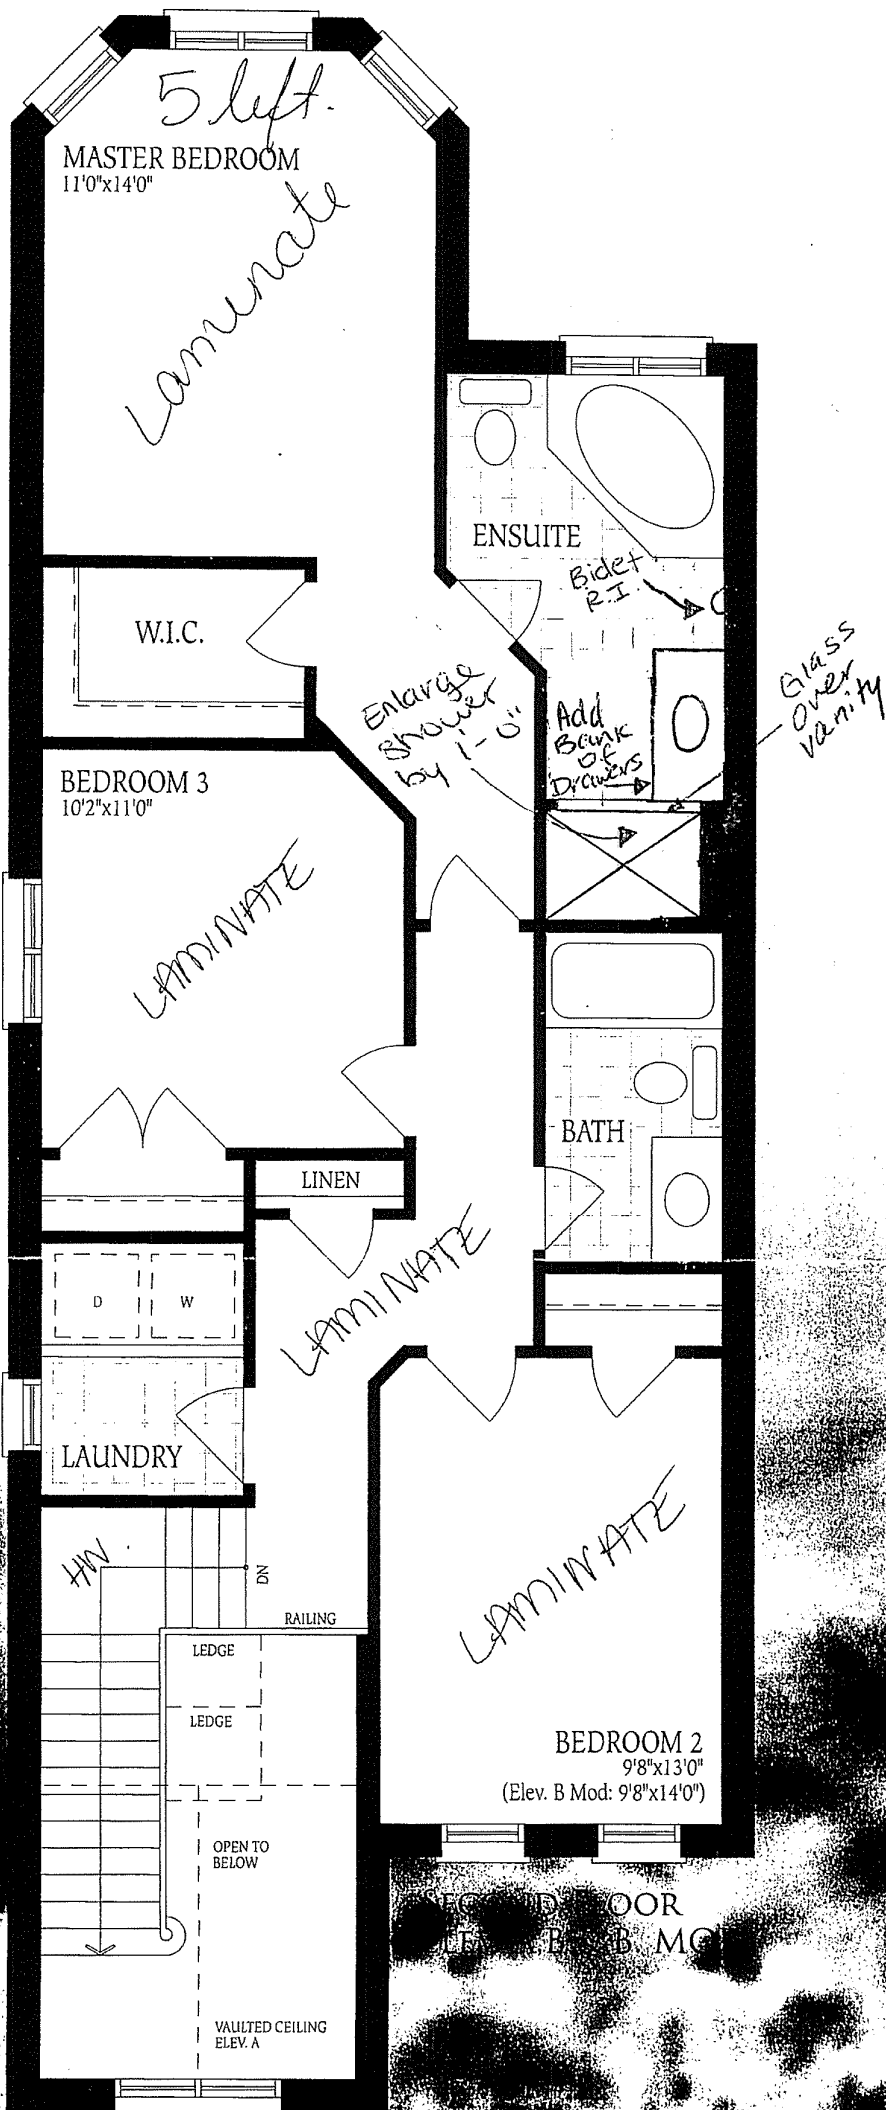 5 left.
MASTER BEDROOM
11'0"x14'0"
Laminate
ENSUITE
Bidet
R.I.
W.I.C.
Enlarge
Shower
by 1-0"
Add
Bank
of
Drawers
Glass
over
vanity
BEDROOM 3
10'2"x11'0"
LAMINATE
BATH
LINEN
LAMINATE
D
W
LAUNDRY
HW.
DN
RAILING
LEDGE
LEDGE
LAMINATE
BEDROOM 2
9'8"x13'0"
(Elev. B Mod: 9'8"x14'0")
OPEN TO
BELOW
SECOND FLOOR
VAULTED CEILING
ELEV. A